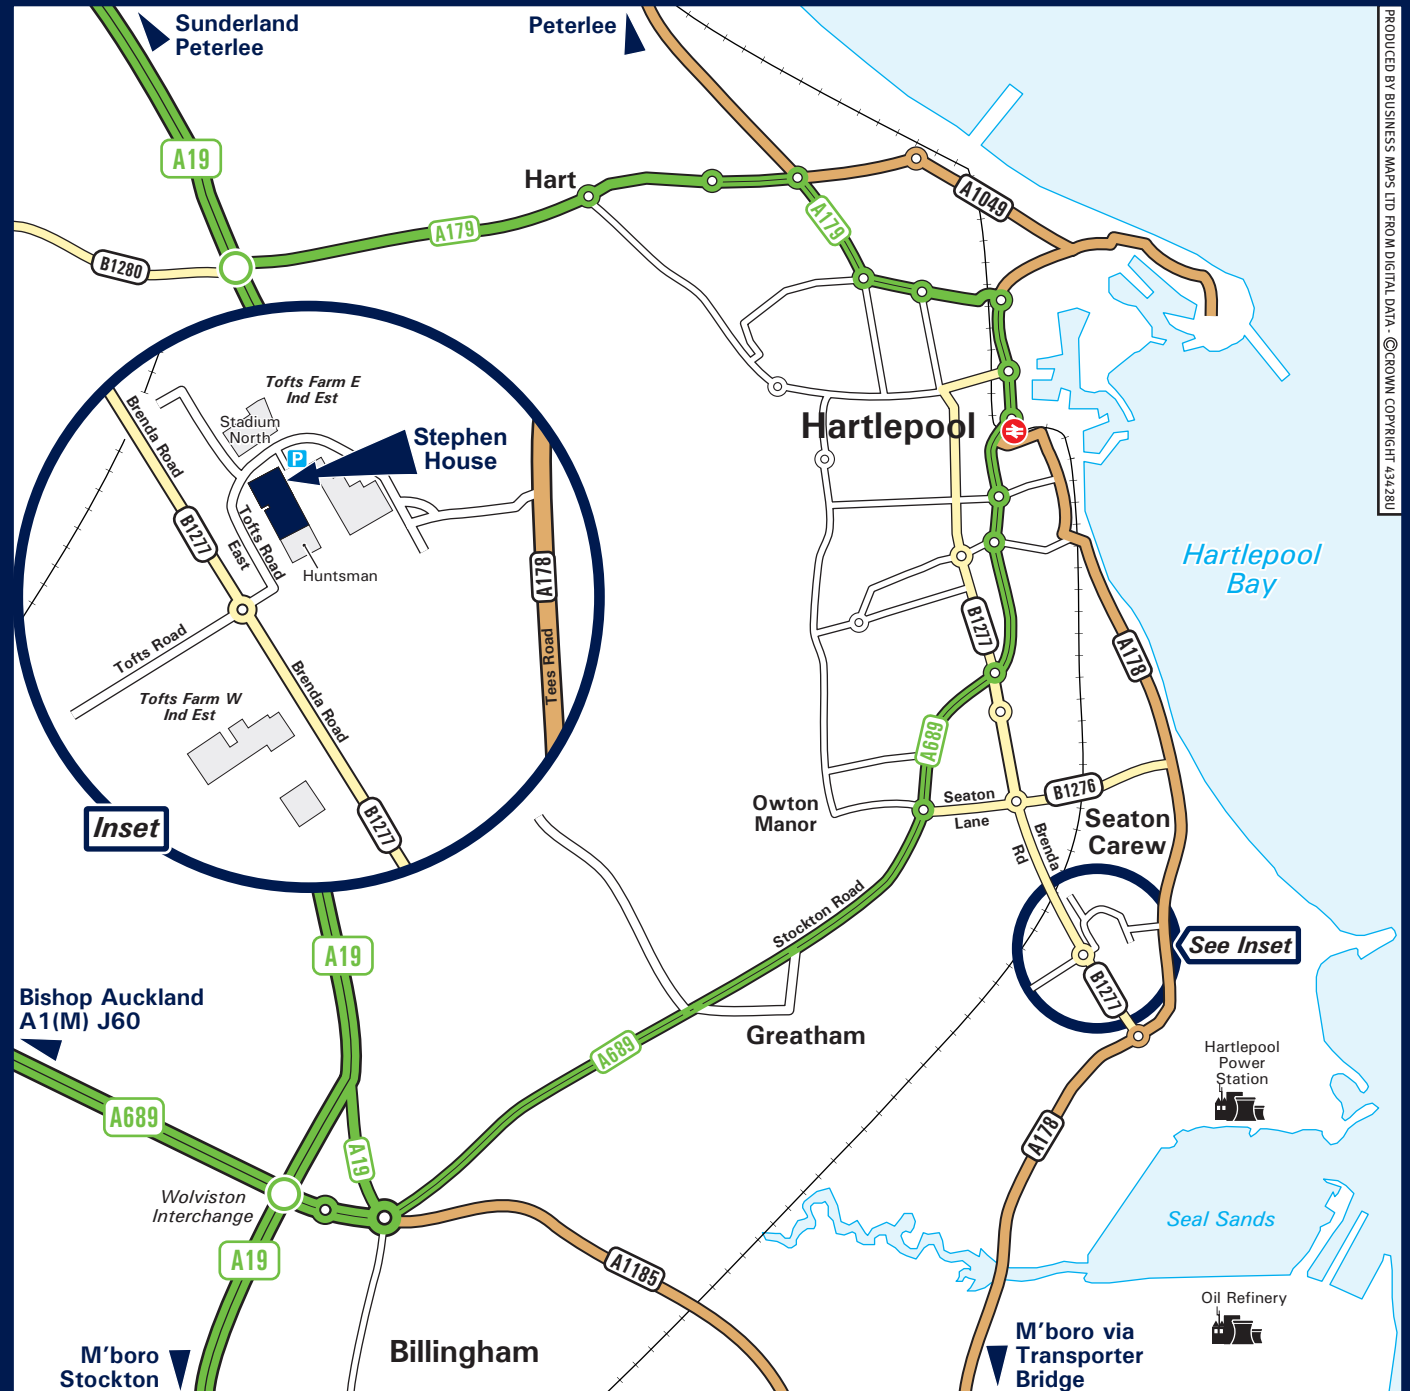 Sunderland
Peterlee
Peterlee
PRODUCED BY BUSINESS MAPS LTD FROM DIGITAL DATA - ©CROWN COPYRIGHT 43428U
A19
Hart
A1049
A179
A179
B1280
Tofts Farm E
Ind Est
Stadium
North
Brenda Road
P
Stephen
House
Hartlepool
B1277
Tofts Road
East
Huntsman
A178
Tees Road
Hartlepool
Bay
Tofts Road
Brenda Road
Tofts Farm W
Ind Est
B1277
Inset
B1277
A178
A689
Owton
Manor
Seaton
Lane
B1276
Seaton
Carew
Brenda
Rd
Stockton Road
See Inset
B1277
A19
Bishop Auckland
A1(M) J60
Greatham
A689
Hartlepool
Power
Station
A689
A19
A178
Wolviston
Interchange
Seal Sands
A19
A1185
Oil Refinery
M'boro
Stockton
Billingham
M'boro via
Transporter
Bridge